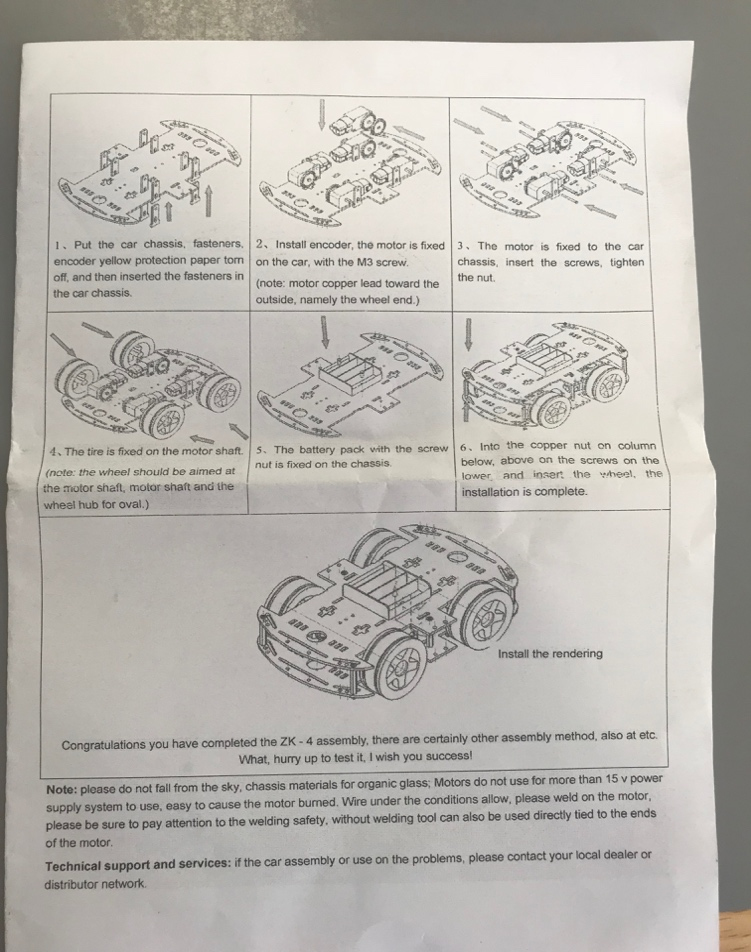 1、Put the car chassis, fasteners,
encoder yellow protection paper torn
off, and then inserted the fasteners in
the car chassis.
2、Install encoder, the motor is fixed
on the car, with the M3 screw.
(note: motor copper lead toward the
outside, namely the wheel end.)
3、The motor is fixed to the car
chassis, insert the screws, tighten
the nut.
4、The tire is fixed on the motor shaft.
(note: the wheel should be aimed at
the motor shaft, motor shaft and the
wheel hub for oval.)
5、The battery pack with the screw
nut is fixed on the chassis.
6、Into the copper nut on column
below, above on the screws on the
lower, and insert the wheel, the
installation is complete.
Install the rendering
Congratulations you have completed the ZK - 4 assembly, there are certainly other assembly method, also at etc.
What, hurry up to test it, I wish you success!
Note: please do not fall from the sky, chassis materials for organic glass; Motors do not use for more than 15 v power
supply system to use, easy to cause the motor burned. Wire under the conditions allow, please weld on the motor,
please be sure to pay attention to the welding safety, without welding tool can also be used directly tied to the ends
of the motor.
Technical support and services: if the car assembly or use on the problems, please contact your local dealer or
distributor network.